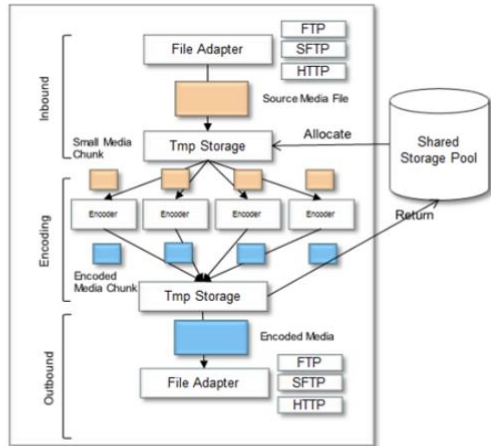 FTP
File Adapter
SFTP
HTTP
Inbound
Source Media File
Small Media
Chunk
Tmp Storage
Allocate
Shared
Storage Pool
Encoder
Encoder
Encoder
Encoder
Encoding
Return
Encoded
Media Chunk
Tmp Storage
Encoded Media
Outbound
FTP
File Adapter
SFTP
HTTP